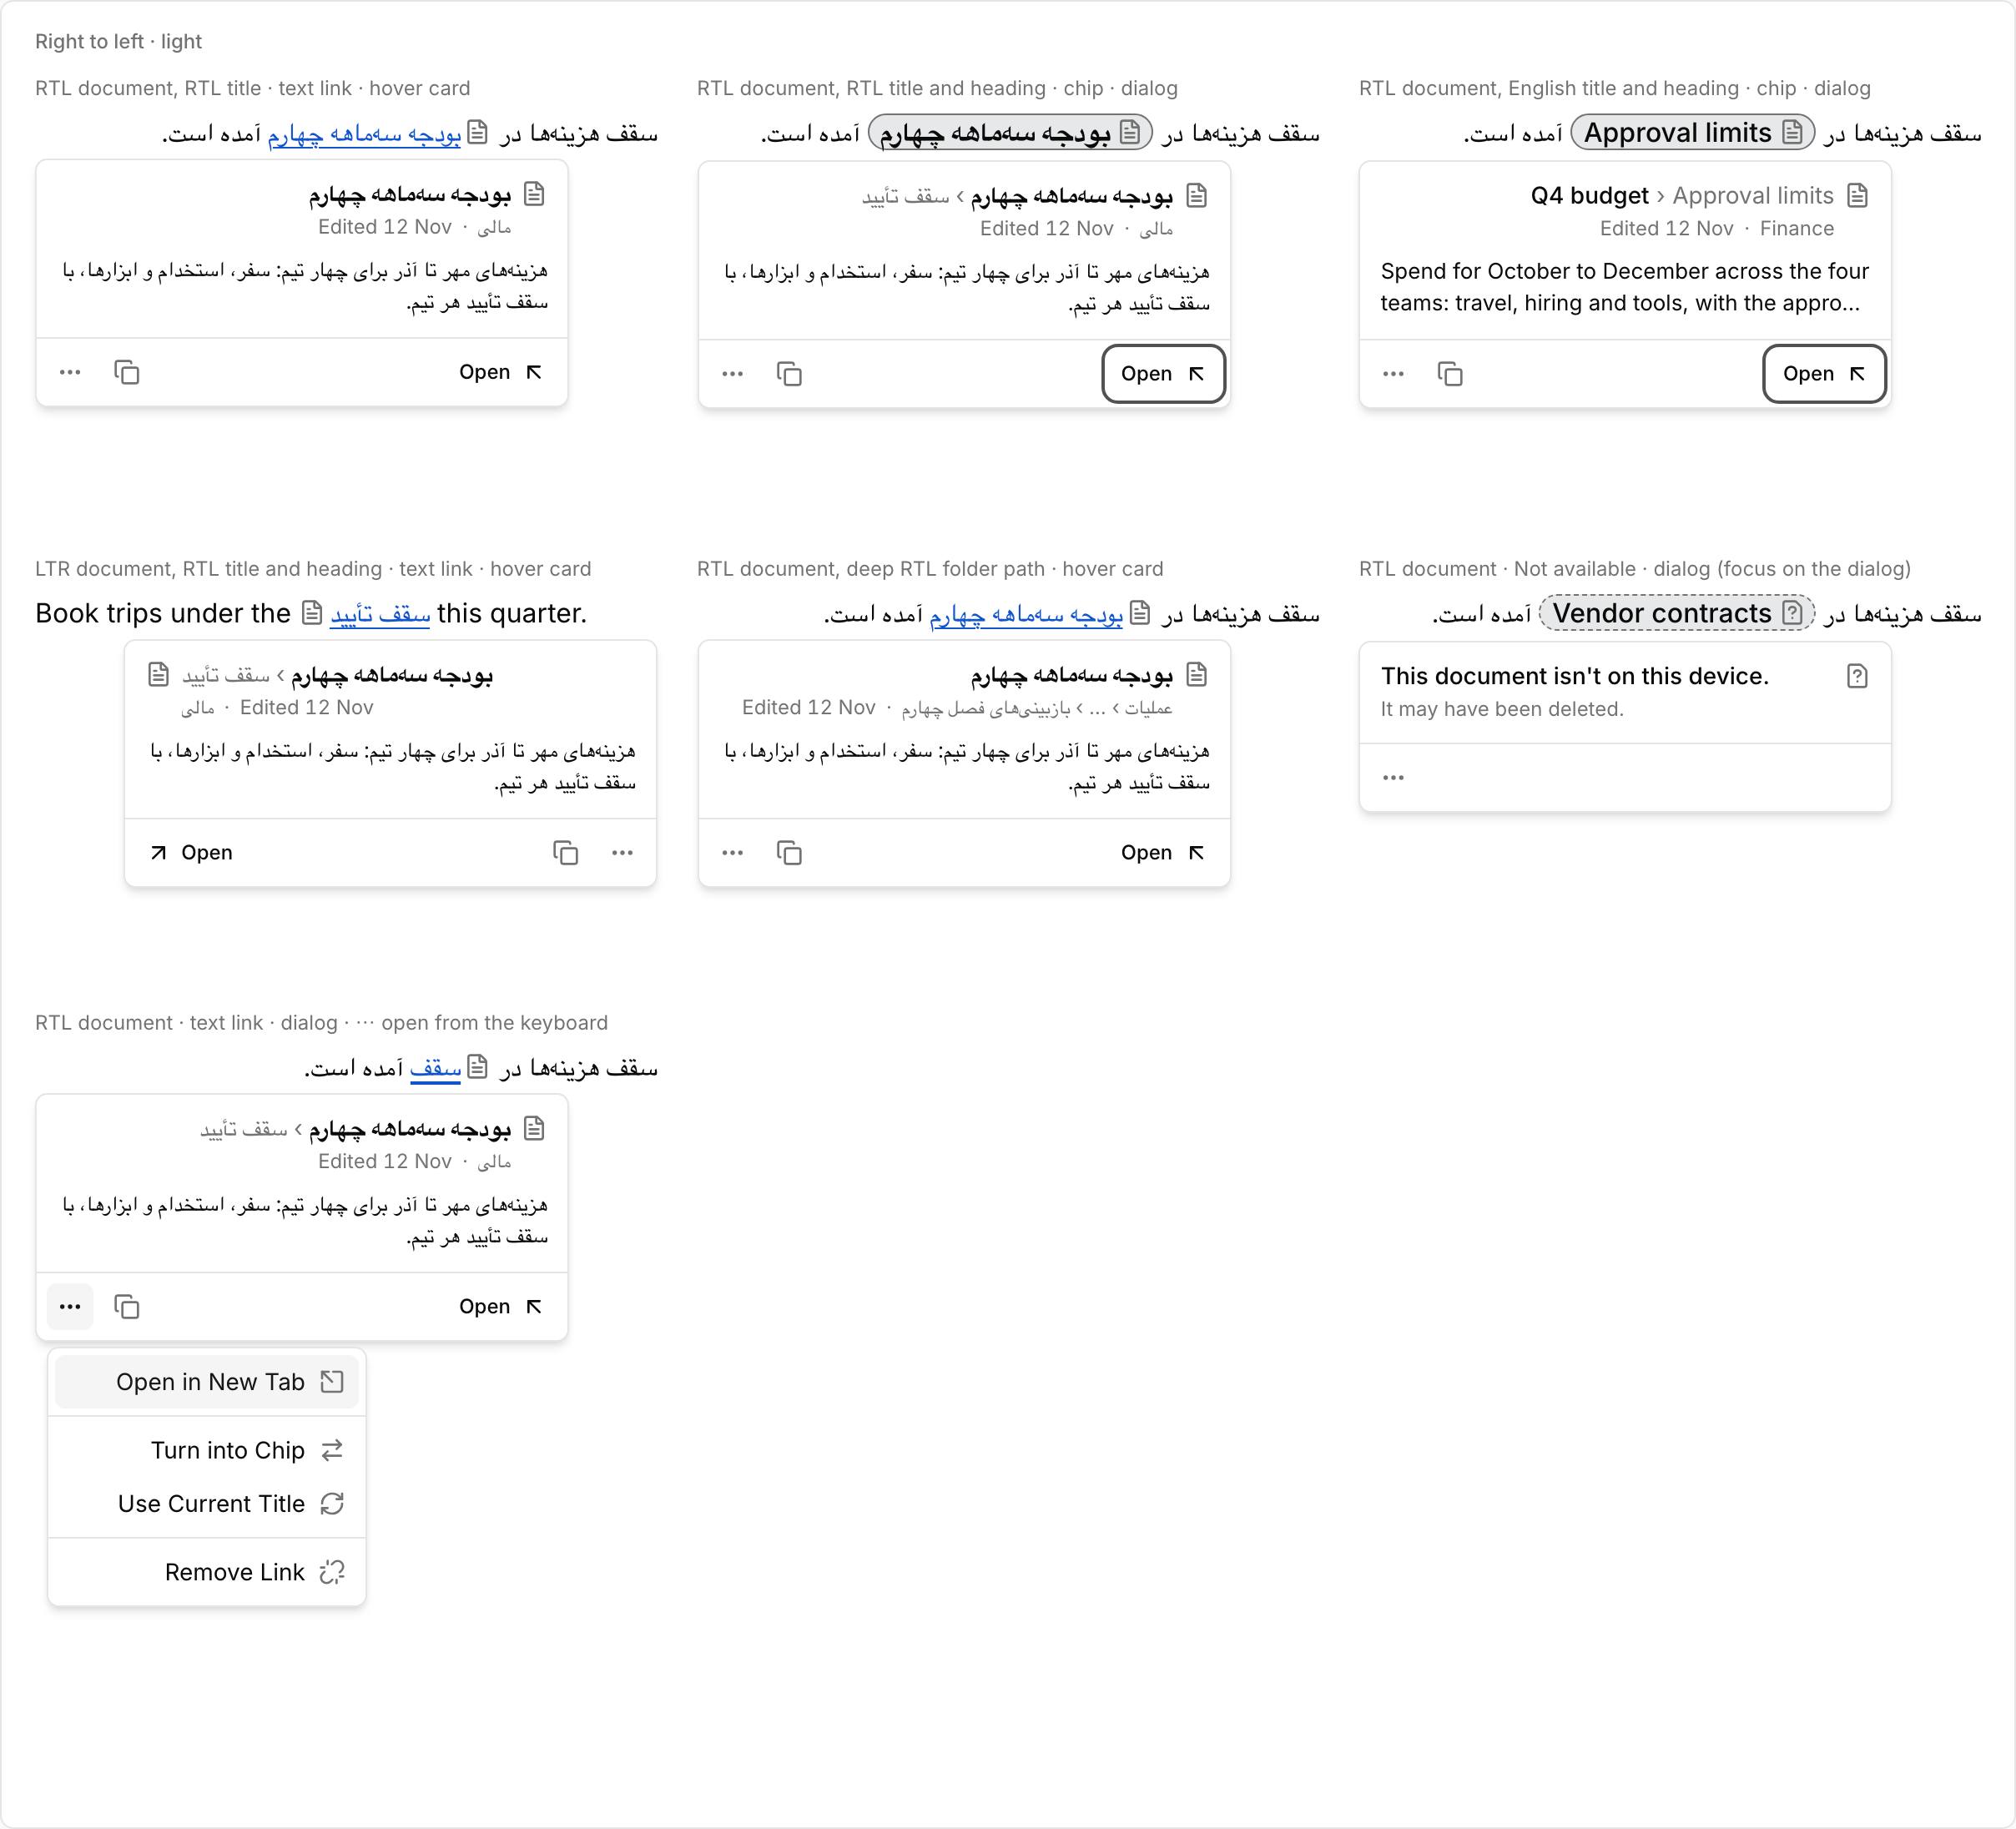 Right to left · light
RTL document, RTL title · text link · hover card
سقف هزینه‌ها در بودجه سه‌ماهه چهارم آمده است.
بودجه سه‌ماهه چهارم
مالی · Edited 12 Nov
هزینه‌های مهر تا آذر برای چهار تیم: سفر، استخدام و ابزارها، با
سقف تأیید هر تیم.
Open
RTL document, RTL title and heading · chip · dialog
سقف هزینه‌ها در بودجه سه‌ماهه چهارم آمده است.
بودجه سه‌ماهه چهارم › سقف تأیید
مالی · Edited 12 Nov
هزینه‌های مهر تا آذر برای چهار تیم: سفر، استخدام و ابزارها، با
سقف تأیید هر تیم.
Open
RTL document, English title and heading · chip · dialog
سقف هزینه‌ها در Approval limits آمده است.
Q4 budget › Approval limits
Edited 12 Nov · Finance
Spend for October to December across the four
teams: travel, hiring and tools, with the appro...
Open
LTR document, RTL title and heading · text link · hover card
Book trips under the سقف تأیید this quarter.
بودجه سه‌ماهه چهارم › سقف تأیید
مالی · Edited 12 Nov
هزینه‌های مهر تا آذر برای چهار تیم: سفر، استخدام و ابزارها، با
سقف تأیید هر تیم.
Open
RTL document, deep RTL folder path · hover card
سقف هزینه‌ها در بودجه سه‌ماهه چهارم آمده است.
بودجه سه‌ماهه چهارم
عملیات › ... › بازبینی‌های فصل چهارم · Edited 12 Nov
هزینه‌های مهر تا آذر برای چهار تیم: سفر، استخدام و ابزارها، با
سقف تأیید هر تیم.
Open
RTL document · Not available · dialog (focus on the dialog)
سقف هزینه‌ها در Vendor contracts آمده است.
This document isn't on this device.
It may have been deleted.
RTL document · text link · dialog · ··· open from the keyboard
سقف هزینه‌ها در سقف آمده است.
بودجه سه‌ماهه چهارم › سقف تأیید
مالی · Edited 12 Nov
هزینه‌های مهر تا آذر برای چهار تیم: سفر، استخدام و ابزارها، با
سقف تأیید هر تیم.
Open
Open in New Tab
Turn into Chip
Use Current Title
Remove Link